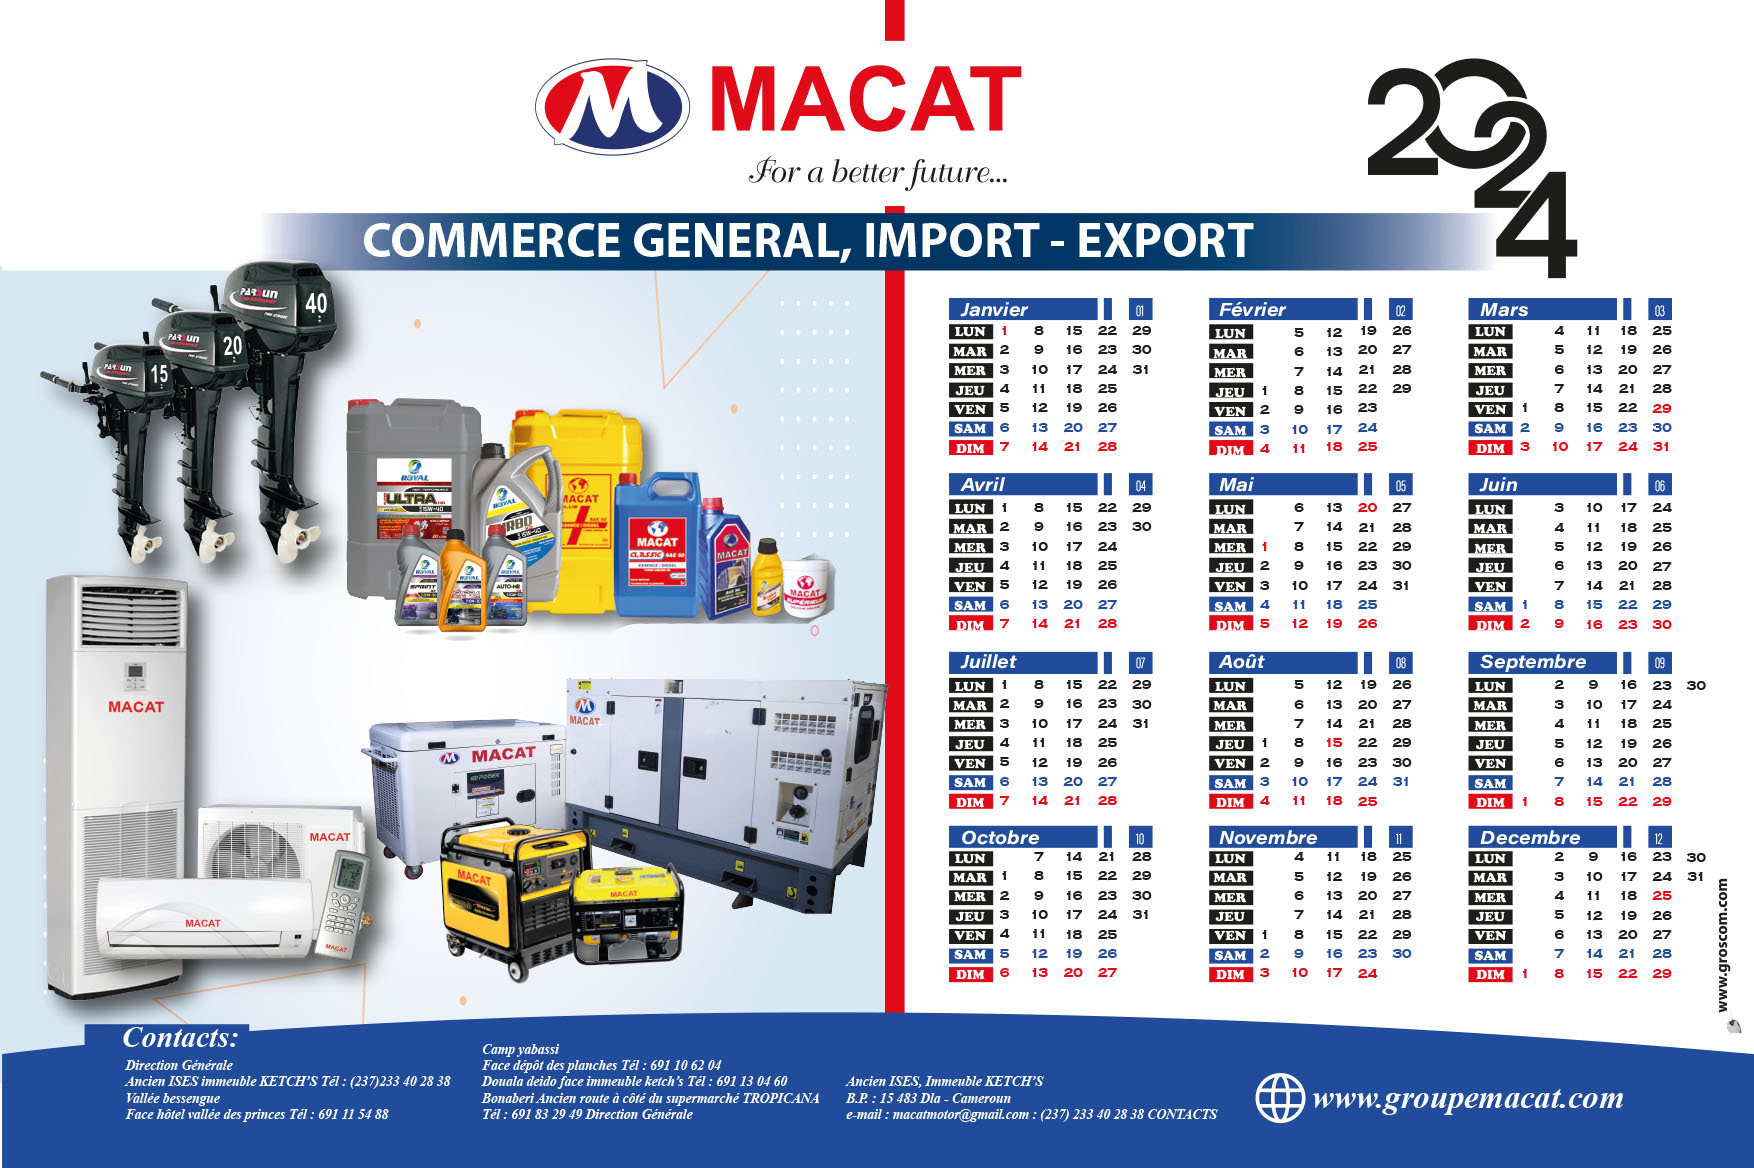 MACAT
For a better future...
2024
COMMERCE GENERAL, IMPORT - EXPORT
PARSUN
40
PARSUN
20
PARSUN
15
ROYAL
ULTRA
15W-40
ROYAL
15W-40
MACAT
ESSENCE / DIESEL
MACAT
CLASSIC SAE 50
ESSENCE / DIESEL
MACAT
ROYAL
SPRINT
ROYAL
ROYAL
AUTO-MR
MACAT
SUPERIEUR
MACAT
MACAT
MACAT
MACAT
MACAT
MACAT
MACAT
MACAT
Janvier 01
LUN 1 8 15 22 29
MAR 2 9 16 23 30
MER 3 10 17 24 31
JEU 4 11 18 25
VEN 5 12 19 26
SAM 6 13 20 27
DIM 7 14 21 28
Février 02
LUN 5 12 19 26
MAR 6 13 20 27
MER 7 14 21 28
JEU 1 8 15 22 29
VEN 2 9 16 23
SAM 3 10 17 24
DIM 4 11 18 25
Mars 03
LUN 4 11 18 25
MAR 5 12 19 26
MER 6 13 20 27
JEU 7 14 21 28
VEN 1 8 15 22 29
SAM 2 9 16 23 30
DIM 3 10 17 24 31
Avril 04
LUN 1 8 15 22 29
MAR 2 9 16 23 30
MER 3 10 17 24
JEU 4 11 18 25
VEN 5 12 19 26
SAM 6 13 20 27
DIM 7 14 21 28
Mai 05
LUN 6 13 20 27
MAR 7 14 21 28
MER 1 8 15 22 29
JEU 2 9 16 23 30
VEN 3 10 17 24 31
SAM 4 11 18 25
DIM 5 12 19 26
Juin 06
LUN 3 10 17 24
MAR 4 11 18 25
MER 5 12 19 26
JEU 6 13 20 27
VEN 7 14 21 28
SAM 1 8 15 22 29
DIM 2 9 16 23 30
Juillet 07
LUN 1 8 15 22 29
MAR 2 9 16 23 30
MER 3 10 17 24 31
JEU 4 11 18 25
VEN 5 12 19 26
SAM 6 13 20 27
DIM 7 14 21 28
Août 08
LUN 5 12 19 26
MAR 6 13 20 27
MER 7 14 21 28
JEU 1 8 15 22 29
VEN 2 9 16 23 30
SAM 3 10 17 24 31
DIM 4 11 18 25
Septembre 09
LUN 2 9 16 23 30
MAR 3 10 17 24
MER 4 11 18 25
JEU 5 12 19 26
VEN 6 13 20 27
SAM 7 14 21 28
DIM 1 8 15 22 29
Octobre 10
LUN 7 14 21 28
MAR 1 8 15 22 29
MER 2 9 16 23 30
JEU 3 10 17 24 31
VEN 4 11 18 25
SAM 5 12 19 26
DIM 6 13 20 27
Novembre 11
LUN 4 11 18 25
MAR 5 12 19 26
MER 6 13 20 27
JEU 7 14 21 28
VEN 1 8 15 22 29
SAM 2 9 16 23 30
DIM 3 10 17 24
Decembre 12
LUN 2 9 16 23 30
MAR 3 10 17 24 31
MER 4 11 18 25
JEU 5 12 19 26
VEN 6 13 20 27
SAM 7 14 21 28
DIM 1 8 15 22 29
www.groscom.com
Contacts:
Direction Générale
Ancien ISES immeuble KETCH'S Tél : (237)233 40 28 38
Vallée bessengue
Face hôtel vallée des princes Tél : 691 11 54 88
Camp yabassi
Face dépôt des planches Tél : 691 10 62 04
Douala deido face immeuble ketch's Tél : 691 13 04 60
Bonaberi Ancien route à côté du supermarché TROPICANA
Tél : 691 83 29 49 Direction Générale
Ancien ISES, Immeuble KETCH'S
B.P. : 15 483 Dla - Cameroun
e-mail : macatmotor@gmail.com : (237) 233 40 28 38 CONTACTS
www.groupemacat.com